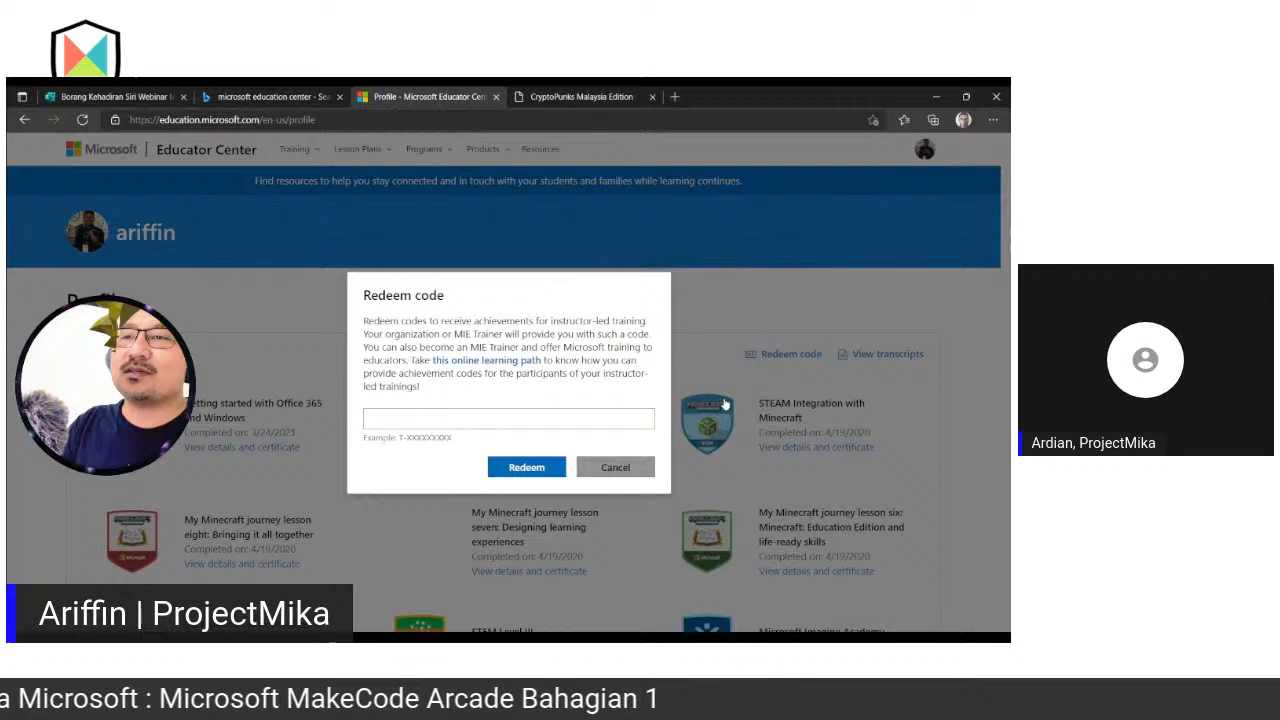 Borang Kehadiran Siri Webinar
microsoft education center - Sea
Profile - Microsoft Educator Cen
CryptoPunks Malaysia Edition
https://education.microsoft.com/en-us/profile
Microsoft | Educator Center
Training
Lesson Plans
Programs
Products
Resources
Find resources to help you stay connected and in touch with your students and families while learning continues.
ariffin
Redeem code
View transcripts
Redeem code
Redeem codes to receive achievements for instructor-led training.
Your organization or MIE Trainer will provide you with such a code.
You can also become an MIE Trainer and offer Microsoft training to
educators. Take this online learning path to know how you can
provide achievement codes for the participants of your instructor-
led trainings!
Example: T-XXXXXXXXX
Redeem
Cancel
etting started with Office 365
nd Windows
Completed on: 3/24/2021
View details and certificate
STEAM Integration with
Minecraft
Completed on: 4/19/2020
View details and certificate
My Minecraft journey lesson
eight: Bringing it all together
Completed on: 4/19/2020
View details and certificate
My Minecraft journey lesson
seven: Designing learning
experiences
Completed on: 4/19/2020
View details and certificate
My Minecraft journey lesson six:
Minecraft: Education Edition and
life-ready skills
Completed on: 4/19/2020
View details and certificate
STEM Level III
Microsoft Imagine Academy
Ariffin | ProjectMika
Ardian, ProjectMika
a Microsoft : Microsoft MakeCode Arcade Bahagian 1